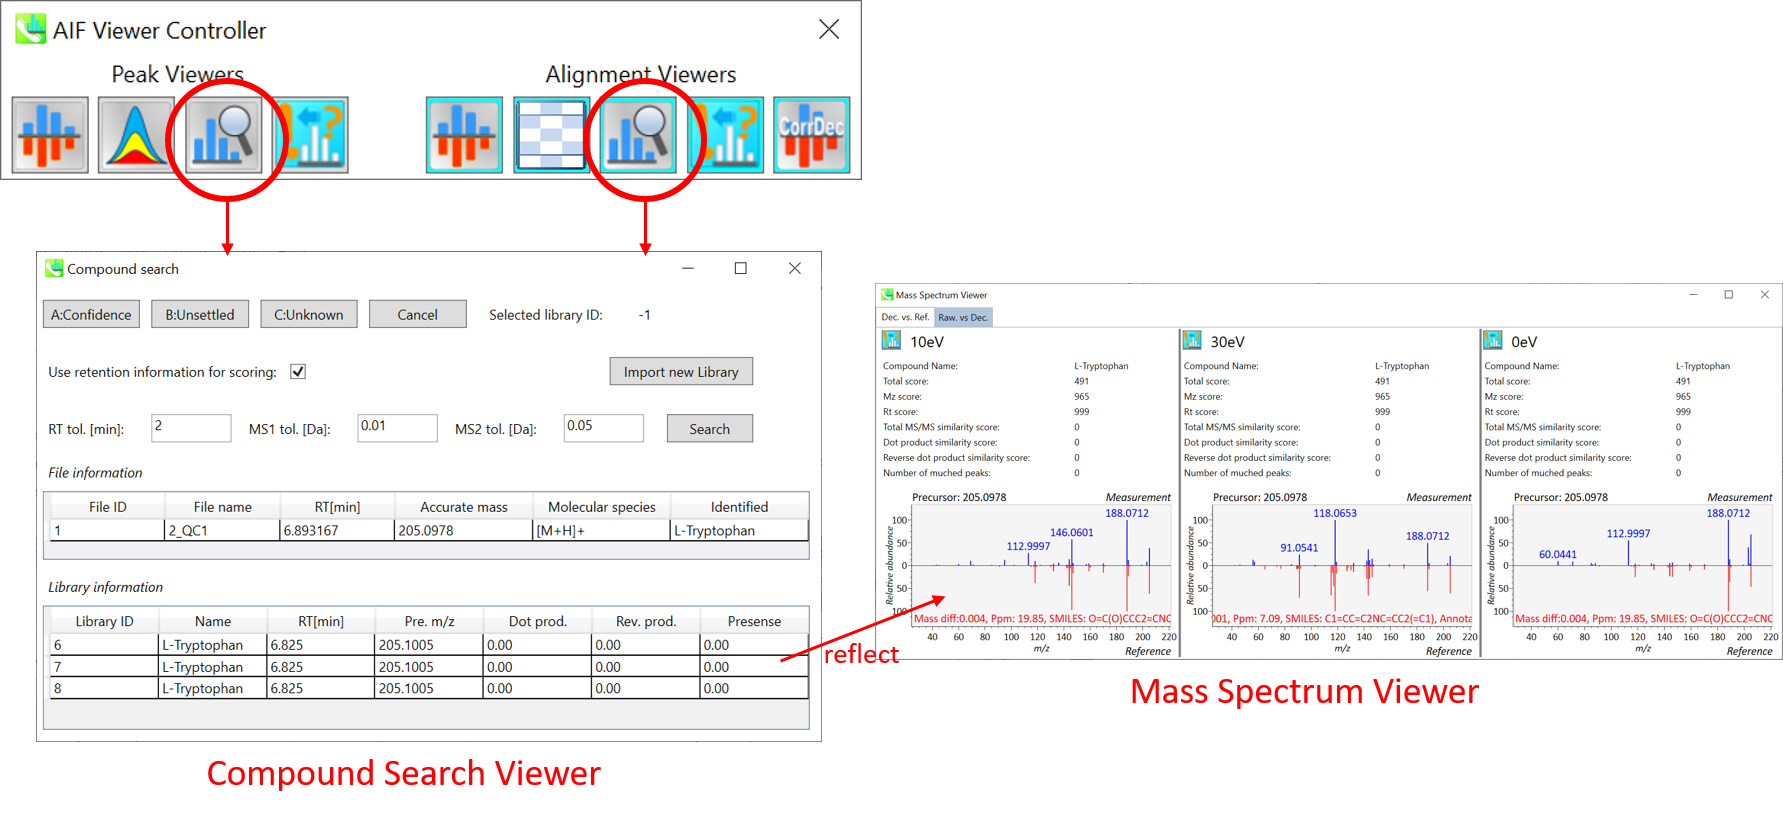 AIF Viewer Controller
Peak Viewers
Alignment Viewers
CorrDec
Compound search
A:Confidence B:Unsettled C:Unknown Cancel Selected library ID: -1
Use retention information for scoring: Import new Library
RT tol. [min]: 2 MS1 tol. [Da]: 0.01 MS2 tol. [Da]: 0.05 Search
File information
File ID File name RT[min] Accurate mass Molecular species Identified
1 2_QC1 6.893167 205.0978 [M+H]+ L-Tryptophan
Library information
Library ID Name RT[min] Pre. m/z Dot prod. Rev. prod. Presense
6 L-Tryptophan 6.825 205.1005 0.00 0.00 0.00
7 L-Tryptophan 6.825 205.1005 0.00 0.00 0.00
8 L-Tryptophan 6.825 205.1005 0.00 0.00 0.00
Compound Search Viewer
reflect
Mass Spectrum Viewer
Dec. vs. Ref. Raw. vs Dec.
10eV
Compound Name: L-Tryptophan
Total score: 491
Mz score: 965
Rt score: 999
Total MS/MS similarity score: 0
Dot product similarity score: 0
Reverse dot product similarity score: 0
Number of muched peaks: 0
Precursor: 205.0978 Measurement
188.0712
146.0601
112.9997
Relative abundance
100
50
0
50
100
Mass diff:0.004, Ppm: 19.85, SMILES: O=C(O)CCC2=CNC
40 60 80 100 120 140 160 180 200 220
m/z
Reference
30eV
Compound Name: L-Tryptophan
Total score: 491
Mz score: 965
Rt score: 999
Total MS/MS similarity score: 0
Dot product similarity score: 0
Reverse dot product similarity score: 0
Number of muched peaks: 0
Precursor: 205.0978 Measurement
118.0653
188.0712
91.0541
Relative abundance
100
50
0
50
100
001, Ppm: 7.09, SMILES: C1=CC=C2NC=CC2(=C1), Annota
40 60 80 100 120 140 160 180 200 220
m/z
Reference
0eV
Compound Name: L-Tryptophan
Total score: 491
Mz score: 965
Rt score: 999
Total MS/MS similarity score: 0
Dot product similarity score: 0
Reverse dot product similarity score: 0
Number of muched peaks: 0
Precursor: 205.0978 Measurement
188.0712
112.9997
60.0441
Relative abundance
100
50
0
50
100
Mass diff:0.004, Ppm: 19.85, SMILES: O=C(O)CCC2=CNC
40 60 80 100 120 140 160 180 200 220
m/z
Reference
Mass Spectrum Viewer